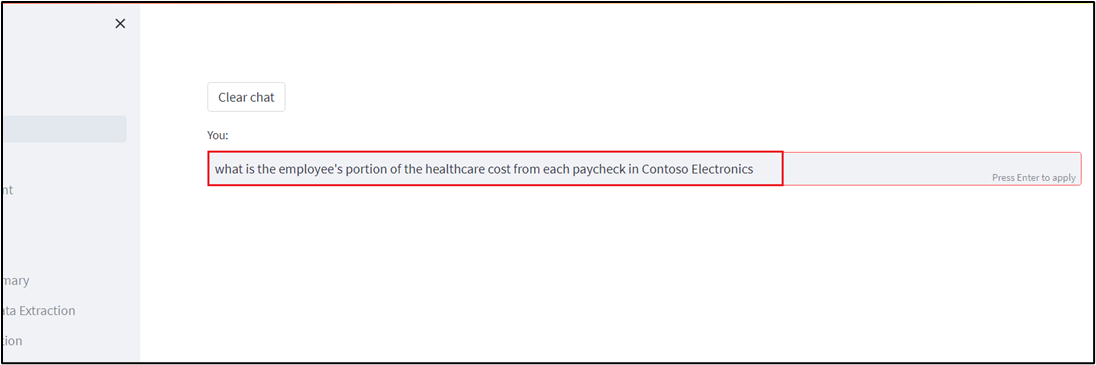 Clear chat
You:
what is the employee's portion of the healthcare cost from each paycheck in Contoso Electronics
Press Enter to apply
nt
mary
ata Extraction
tion